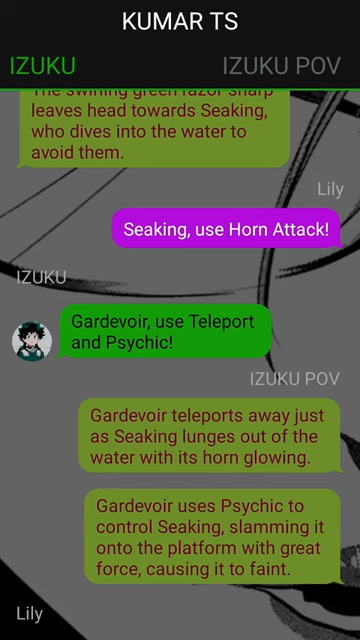 KUMAR TS
IZUKU
IZUKU POV
The swirling green razor sharp
leaves head towards Seaking,
who dives into the water to
avoid them.
Lily
Seaking, use Horn Attack!
IZUKU
Gardevoir, use Teleport
and Psychic!
IZUKU POV
Gardevoir teleports away just
as Seaking lunges out of the
water with its horn glowing.
Gardevoir uses Psychic to
control Seaking, slamming it
onto the platform with great
force, causing it to faint.
Lily